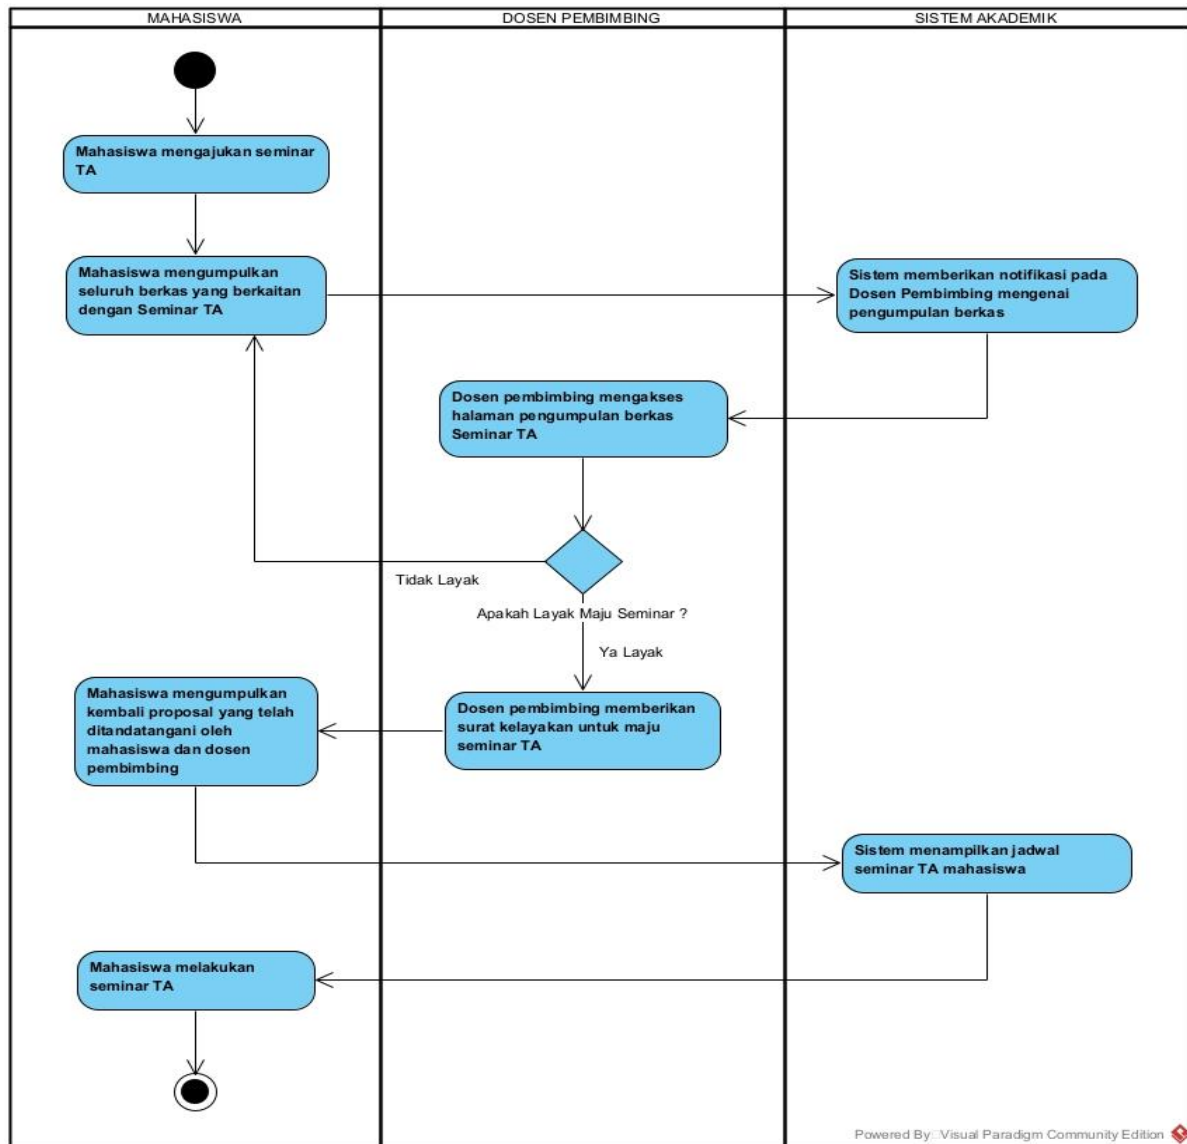 MAHASISWA
DOSEN PEMBIMBING
SISTEM AKADEMIK
Mahasiswa mengajukan seminar
TA
Mahasiswa mengumpulkan
seluruh berkas yang berkaitan
dengan Seminar TA
Sistem memberikan notifikasi pada
Dosen Pembimbing mengenai
pengumpulan berkas
Dosen pembimbing mengakses
halaman pengumpulan berkas
Seminar TA
Tidak Layak
Apakah Layak Maju Seminar ?
Ya Layak
Mahasiswa mengumpulkan
kembali proposal yang telah
ditandatangani oleh
mahasiswa dan dosen
pembimbing
Dosen pembimbing memberikan
surat kelayakan untuk maju
seminar TA
Sistem menampilkan jadwal
seminar TA mahasiswa
Mahasiswa melakukan
seminar TA
Powered By Visual Paradigm Community Edition